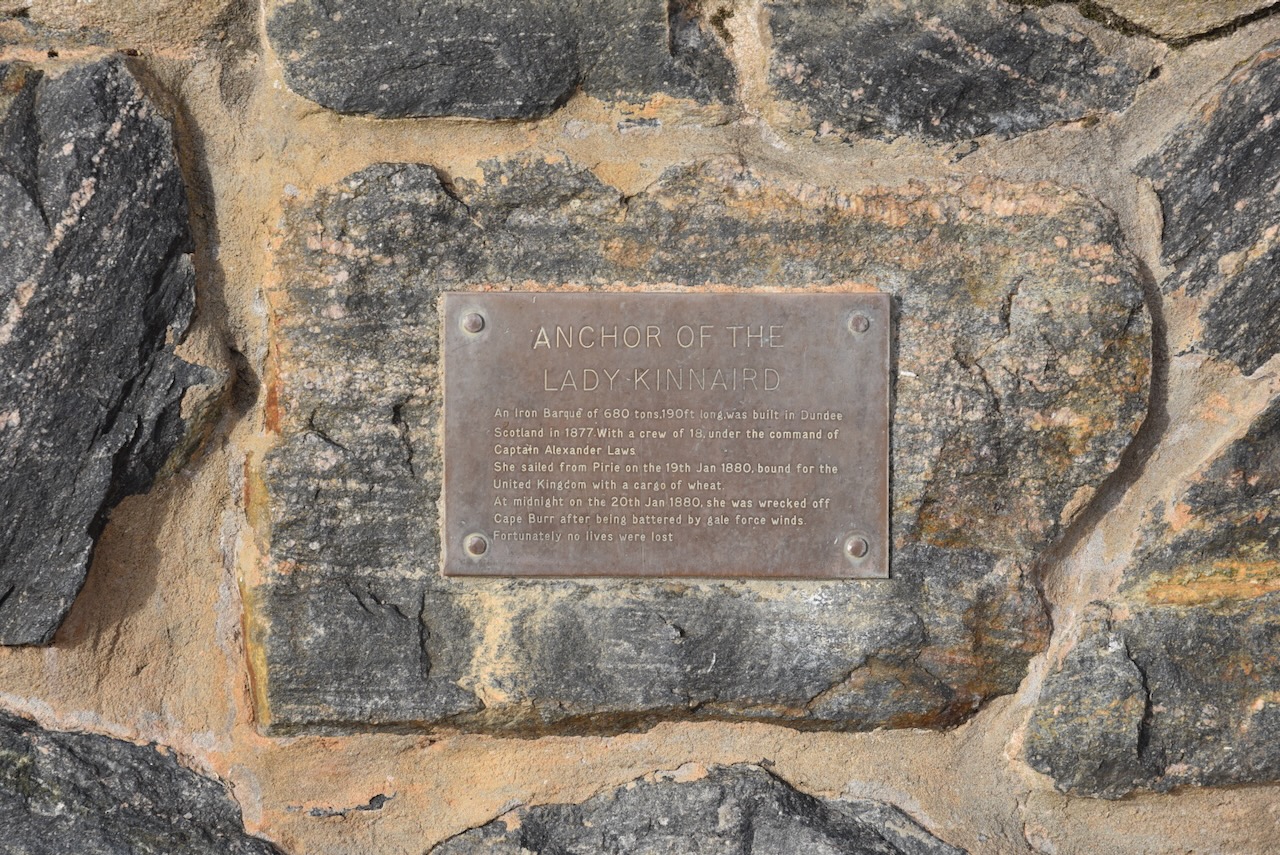 ANCHOR OF THE
LADY KINNAIRD
An Iron Barque of 680 tons,190ft long,was built in Dundee
Scotland in 1877.With a crew of 18, under the command of
Captain Alexander Laws
She sailed from Pirie on the 19th Jan 1880, bound for the
United Kingdom with a cargo of wheat.
At midnight on the 20th Jan 1880, she was wrecked off
Cape Burr after being battered by gale force winds.
Fortunately no lives were lost